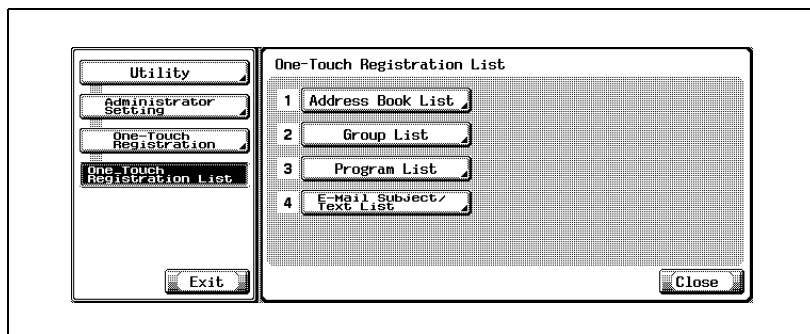 Utility
Administrator
Setting
One-Touch
Registration
One-Touch
Registration List
Exit
One-Touch Registration List
1 Address Book List
2 Group List
3 Program List
4 E-Mail Subject/
Text List
Close